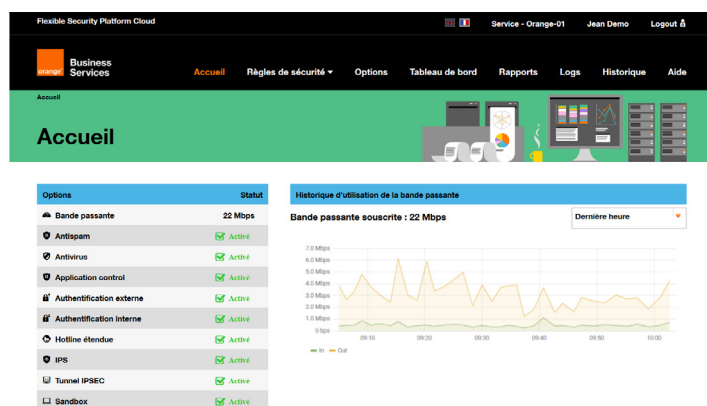 Flexible Security Platform Cloud
Service - Orange-01
Jean Demo
Logout
orange™
Business
Services
Accueil
Règles de sécurité
Options
Tableau de bord
Rapports
Logs
Historique
Aide
Accueil
Accueil
Options Statut
Bande passante 22 Mbps
Antispam Activé
Antivirus Activé
Application control Activé
Authentification externe Activé
Authentification interne Activé
Hotline étendue Activé
IPS Activé
Tunnel IPSEC Activé
Sandbox Activé
Historique d'utilisation de la bande passante
Bande passante souscrite : 22 Mbps
Dernière heure
7.0 Mbps
6.0 Mbps
5.0 Mbps
4.0 Mbps
3.0 Mbps
2.0 Mbps
1.0 Mbps
0 bps
09:10 09:20 09:30 09:40 09:50 10:00
In Out